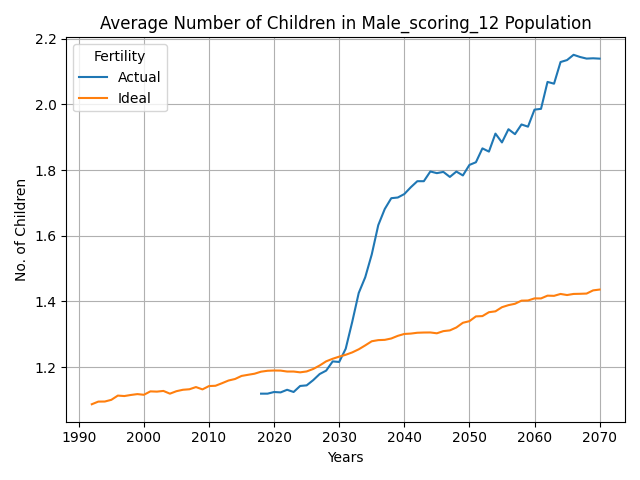 Average Number of Children in Male_scoring_12 Population
Fertility
Actual
Ideal
No. of Children
2.2
2.0
1.8
1.6
1.4
1.2
1990 2000 2010 2020 2030 2040 2050 2060 2070
Years